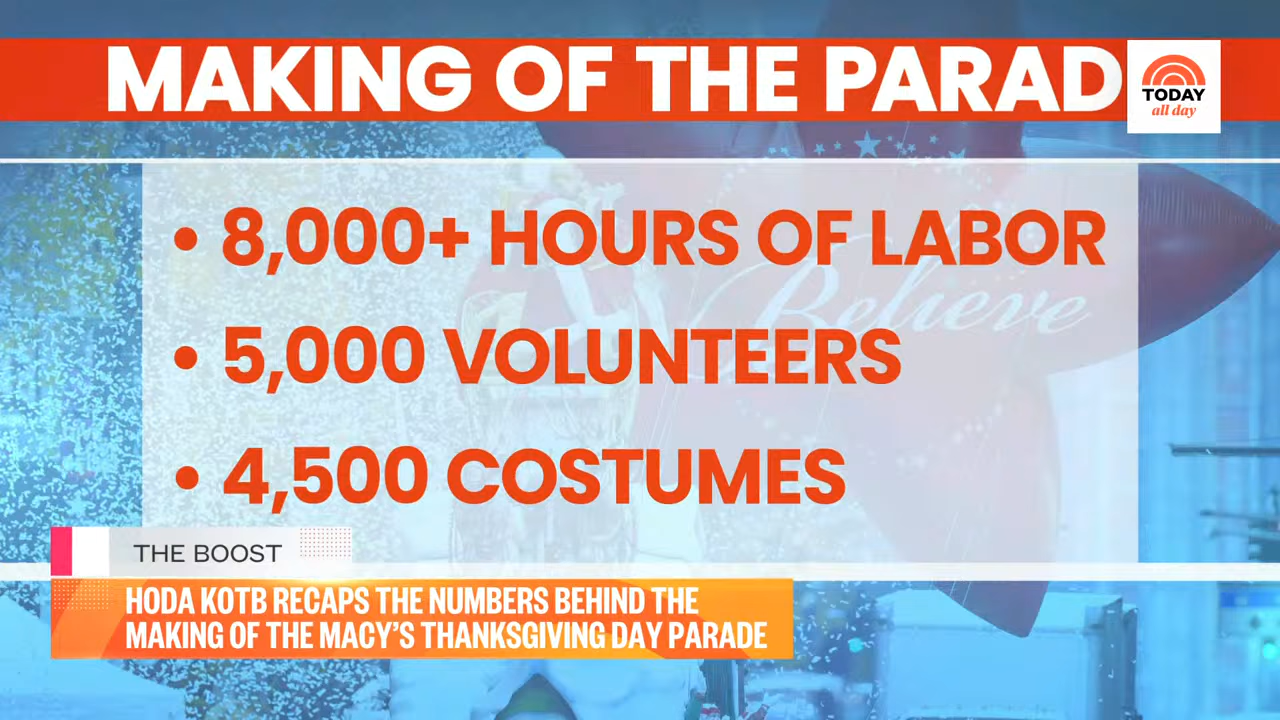 MAKING OF THE PARAD
TODAY
all day
• 8,000+ HOURS OF LABOR
Believe
• 5,000 VOLUNTEERS
• 4,500 COSTUMES
THE BOOST
HODA KOTB RECAPS THE NUMBERS BEHIND THE
MAKING OF THE MACY'S THANKSGIVING DAY PARADE